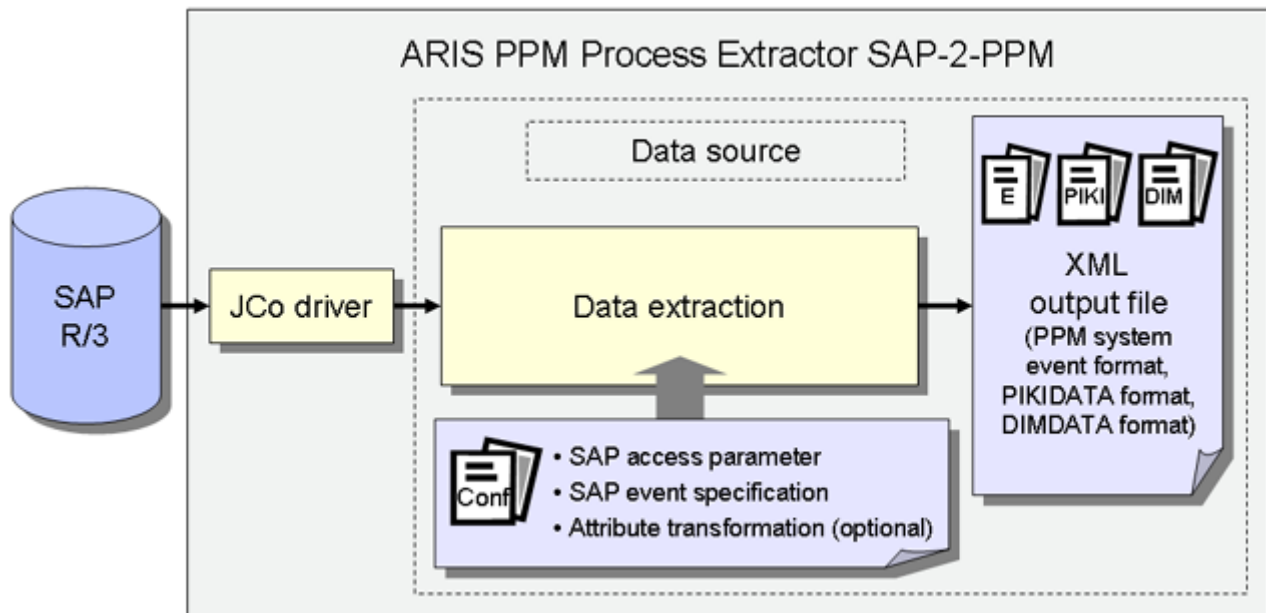 ARIS PPM Process Extractor SAP-2-PPM
Data source
E
PIKI
DIM
XML
output file
(PPM system
event format,
PIKIDATA format,
DIMDATA format)
SAP
R/3
JCo driver
Data extraction
Conf
• SAP access parameter
• SAP event specification
• Attribute transformation (optional)